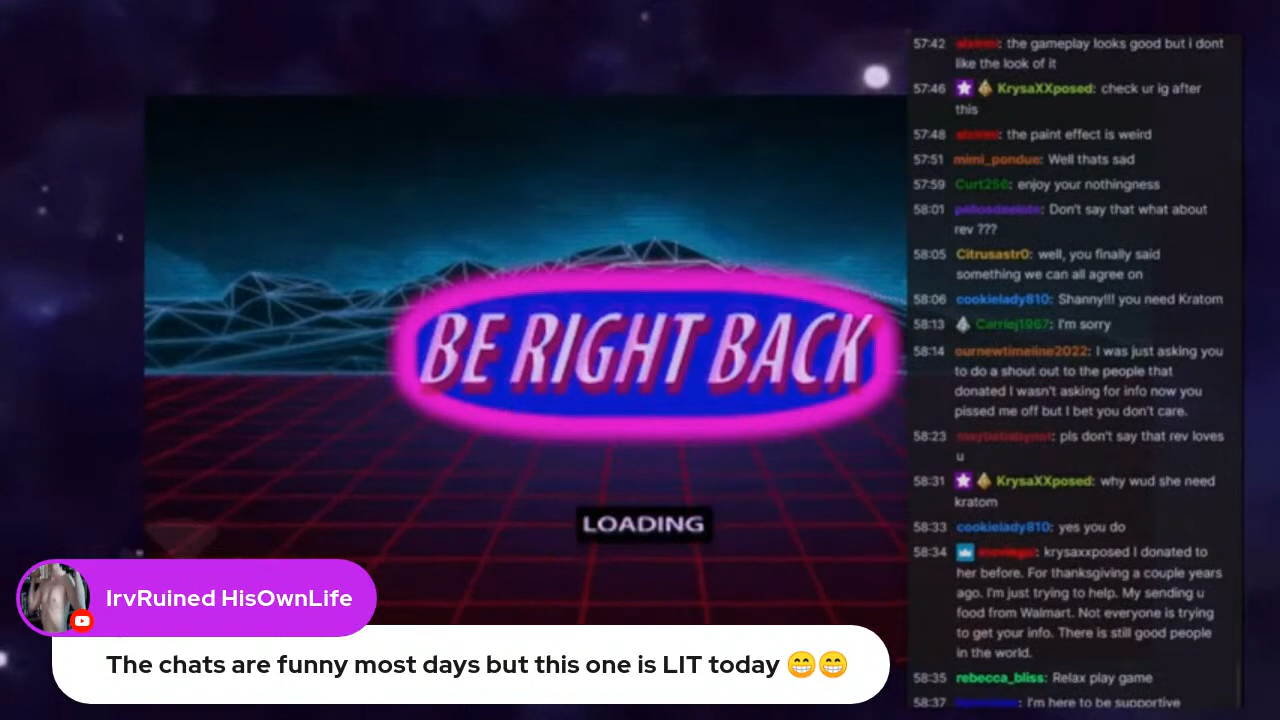 57:42 : the gameplay looks good but i dont
like the look of it
57:46 KrysaXXposed: check ur ig after
this
57:48 : the paint effect is weird
57:51 mimi_pondue: Well thats sad
57:59 Curt256: enjoy your nothingness
58:01 : Don't say that what about
rev ???
58:05 Citrusastr0: well, you finally said
something we can all agree on
58:06 cookielady810: Shanny!!! you need Kratom
58:13 Carriej1967: I'm sorry
58:14 ournewtimeline2022: I was just asking you
to do a shout out to the people that
donated I wasn't asking for info now you
pissed me off but I bet you don't care.
58:23 : pls don't say that rev loves
u
58:31 KrysaXXposed: why wud she need
kratom
58:33 cookielady810: yes you do
58:34 : krysaxxposed I donated to
her before. For thanksgiving a couple years
ago. I'm just trying to help. My sending u
food from Walmart. Not everyone is trying
to get your info. There is still good people
in the world.
58:35 rebecca_bliss: Relax play game
58:37 : I'm here to be supportive
BE RIGHT BACK
LOADING
IrvRuined HisOwnLife
The chats are funny most days but this one is LIT today 😁😁